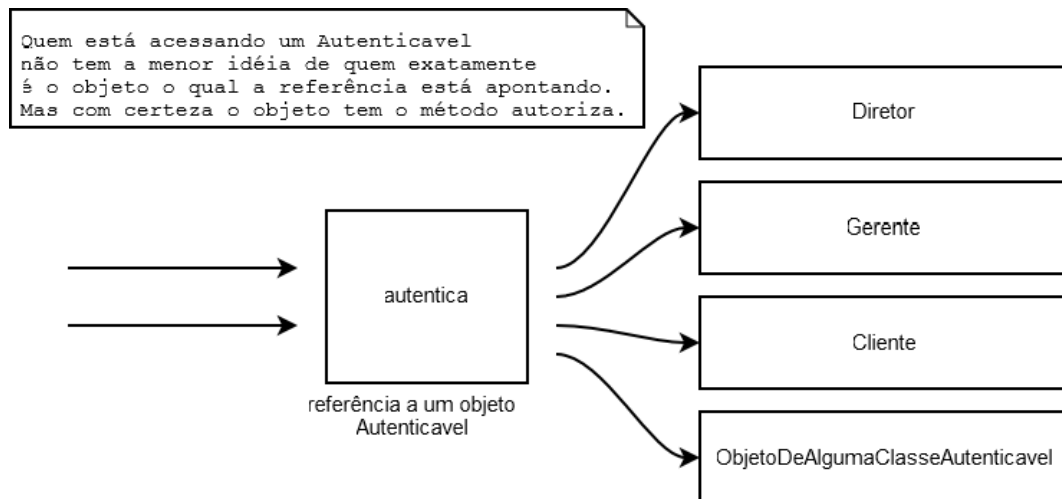 Quem está acessando um Autenticavel
não tem a menor idéia de quem exatamente
é o objeto o qual a referência está apontando.
Mas com certeza o objeto tem o método autoriza.
Diretor
Gerente
autentica
Cliente
referência a um objeto
Autenticavel
ObjetoDeAlgumaClasseAutenticavel